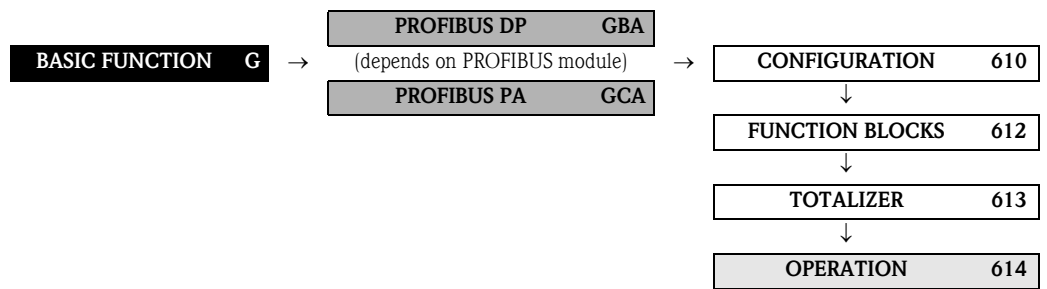 PROFIBUS DP GBA
BASIC FUNCTION G → (depends on PROFIBUS module) → CONFIGURATION 610
PROFIBUS PA GCA
↓
FUNCTION BLOCKS 612
↓
TOTALIZER 613
↓
OPERATION 614